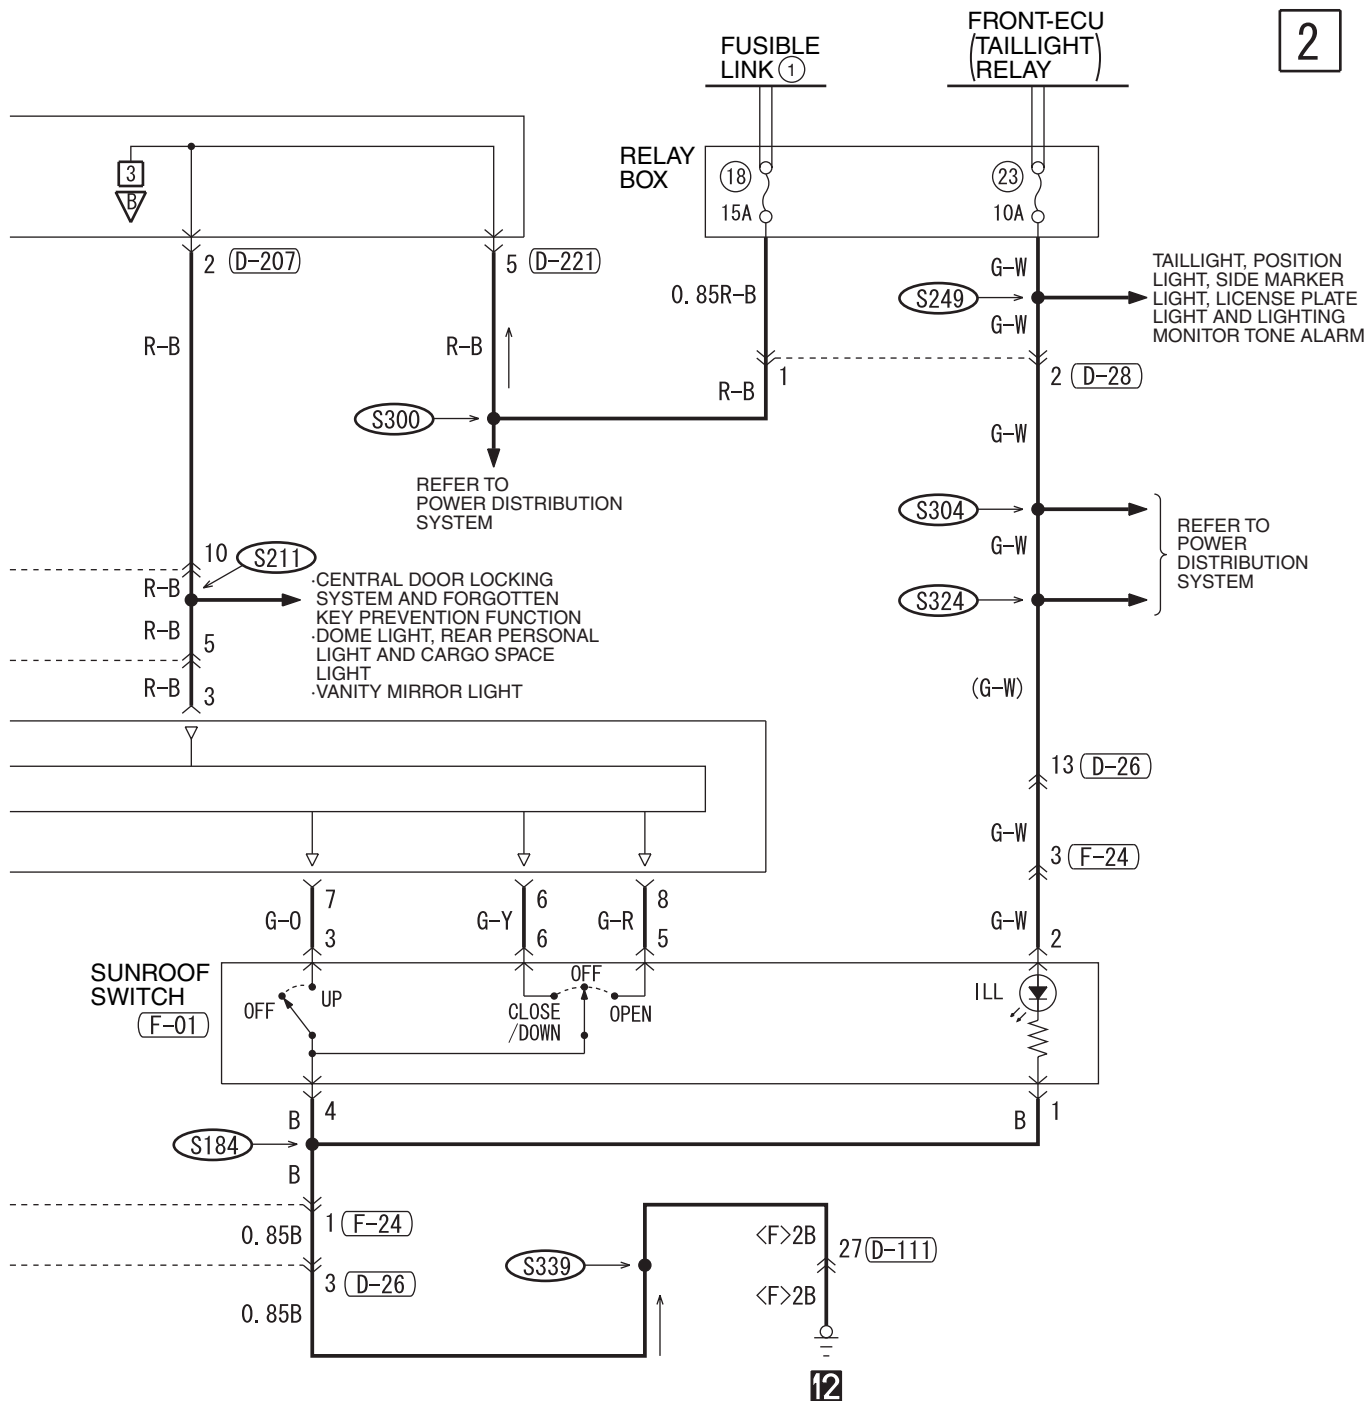 2
FUSIBLE
LINK 1
FRONT-ECU
(TAILLIGHT
RELAY)
RELAY
BOX
18
15A
23
10A
3
B
2 D-207
5 D-221
0.85R-B
G-W
S249
G-W
TAILLIGHT, POSITION
LIGHT, SIDE MARKER
LIGHT, LICENSE PLATE
LIGHT AND LIGHTING
MONITOR TONE ALARM
R-B
R-B
1
2 D-28
R-B
S300
G-W
REFER TO
POWER DISTRIBUTION
SYSTEM
S304
G-W
S324
REFER TO
POWER
DISTRIBUTION
SYSTEM
10
S211
R-B
R-B
5
R-B
3
·CENTRAL DOOR LOCKING
SYSTEM AND FORGOTTEN
KEY PREVENTION FUNCTION
·DOME LIGHT, REAR PERSONAL
LIGHT AND CARGO SPACE
LIGHT
·VANITY MIRROR LIGHT
(G-W)
13 D-26
G-W
3 F-24
7
6
8
G-O
G-Y
G-R
G-W
3
6
5
2
SUNROOF
SWITCH
F-01
OFF
UP
OFF
CLOSE
/DOWN
OPEN
ILL
4
1
B
B
S184
B
1 F-24
0.85B
3 D-26
0.85B
S339
<F>2B
27 D-111
<F>2B
12